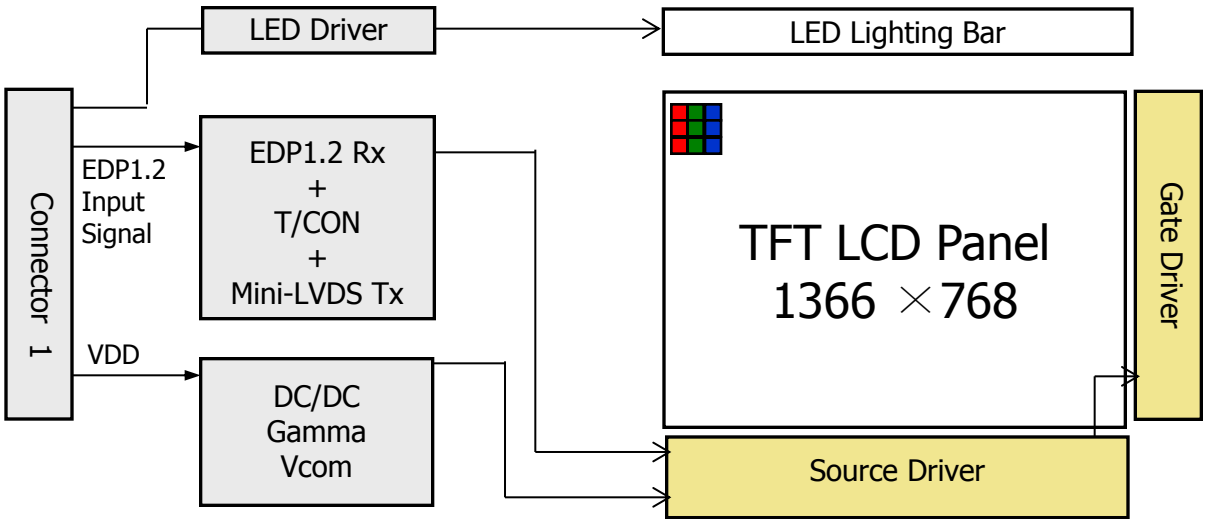 LED Driver
LED Lighting Bar
EDP1.2
Input
Signal
EDP1.2 Rx
+
T/CON
+
Mini-LVDS Tx
Connector 1
VDD
DC/DC
Gamma
Vcom
TFT LCD Panel
1366 ×768
Gate Driver
Source Driver